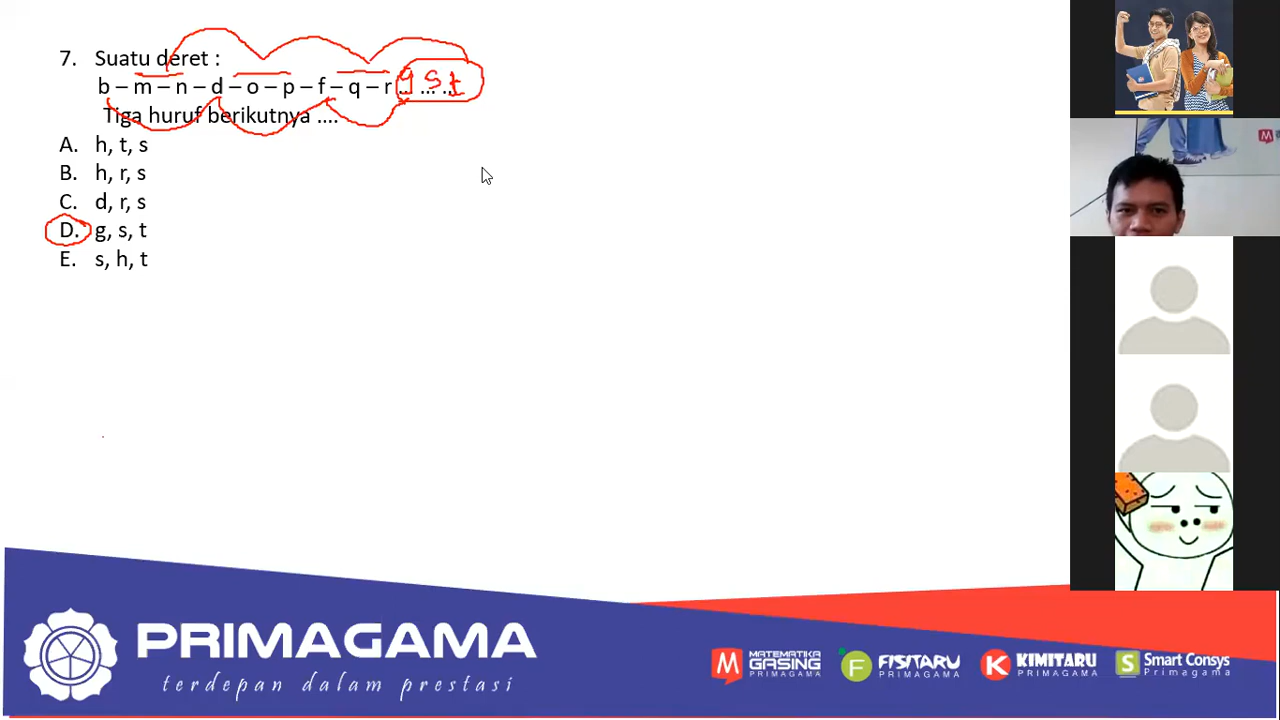 7. Suatu deret :
b – m – n – d – o – p – f – q – r ... ... ...
g s t
Tiga huruf berikutnya ....
A. h, t, s
B. h, r, s
C. d, r, s
D. g, s, t
E. s, h, t
PRIMAGAMA
terdepan dalam prestasi
M MATEMATIKA
GASING
PRIMAGAMA
F FISITARU
PRIMAGAMA
K KIMITARU
PRIMAGAMA
S Smart Consys
Primagama
M